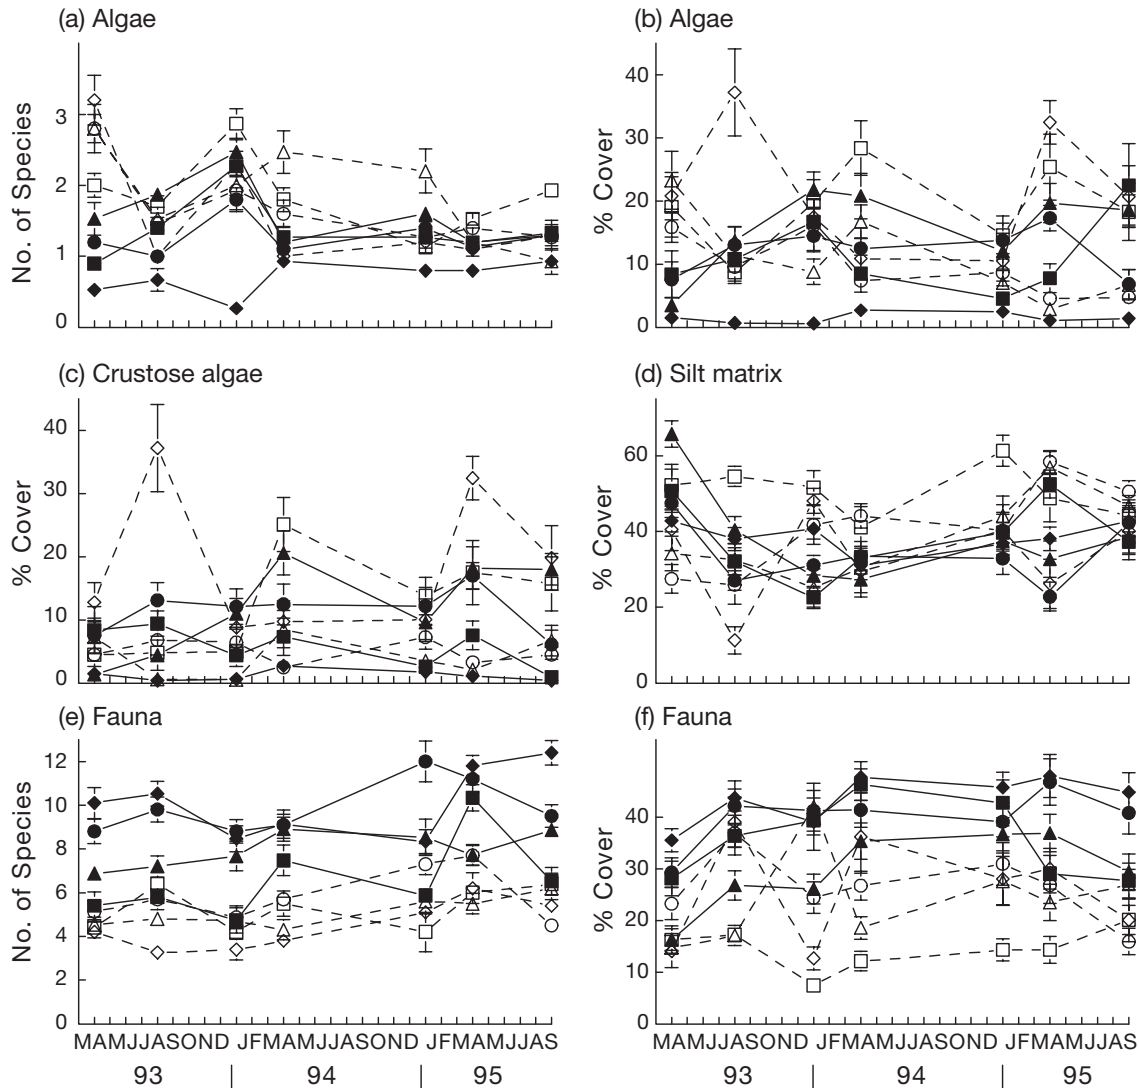 (a) Algae
(b) Algae
No. of Species
3
2
1
0
% Cover
40
30
20
10
0
(c) Crustose algae
(d) Silt matrix
% Cover
40
30
20
10
0
% Cover
60
40
20
0
(e) Fauna
(f) Fauna
No. of Species
12
10
8
6
4
2
0
% Cover
40
30
20
10
0
MAMJJASOND JFMAMJJASOND JFMAMJJAS
MAMJJASOND JFMAMJJASOND JFMAMJJAS
93 | 94 | 95
93 | 94 | 95